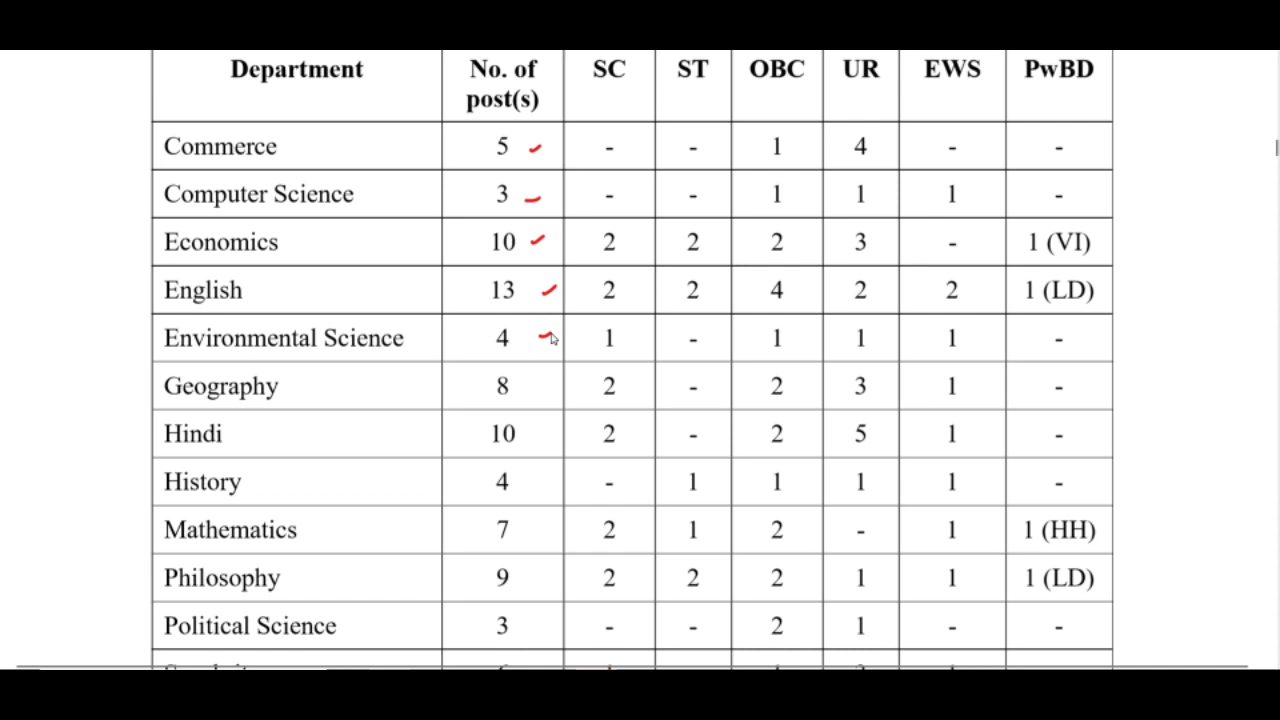 Department No. of post(s) SC ST OBC UR EWS PwBD
Commerce 5 - - 1 4 - -
Computer Science 3 - - 1 1 1 -
Economics 10 2 2 2 3 - 1 (VI)
English 13 2 2 4 2 2 1 (LD)
Environmental Science 4 1 - 1 1 1 -
Geography 8 2 - 2 3 1 -
Hindi 10 2 - 2 5 1 -
History 4 - 1 1 1 1 -
Mathematics 7 2 1 2 - 1 1 (HH)
Philosophy 9 2 2 2 1 1 1 (LD)
Political Science 3 - - 2 1 - -